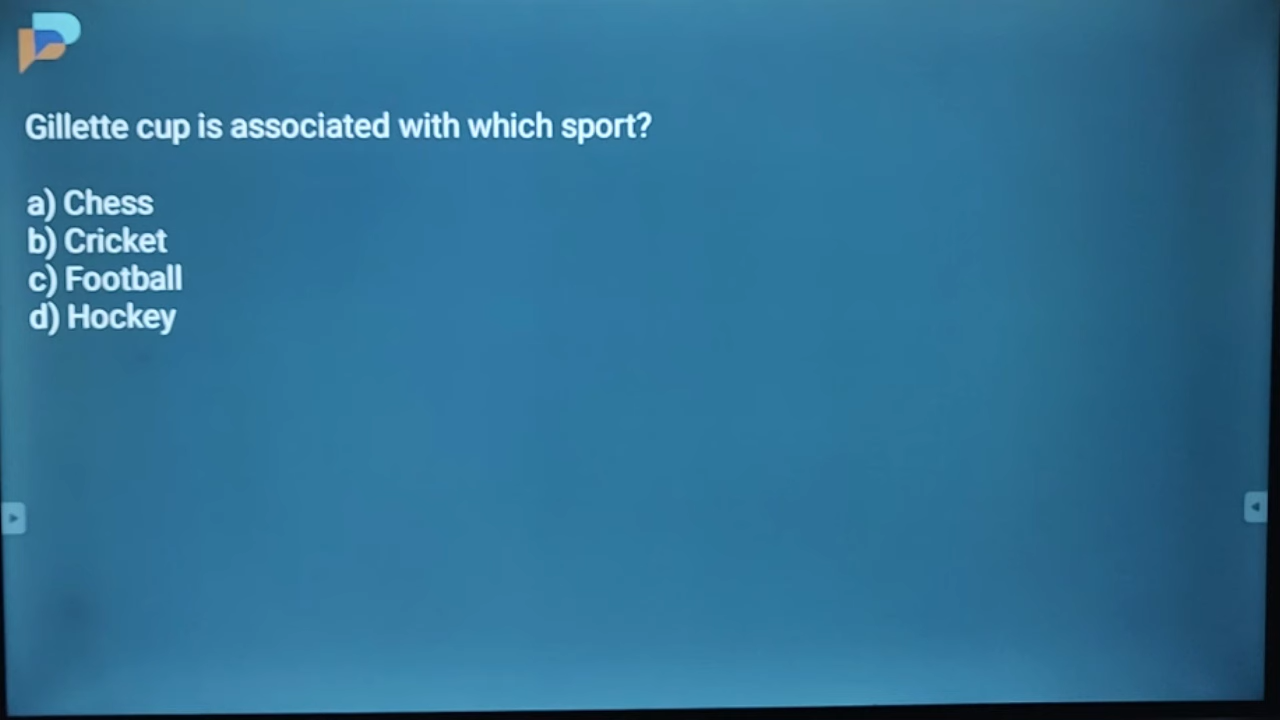 Gillette cup is associated with which sport?
a) Chess
b) Cricket
c) Football
d) Hockey